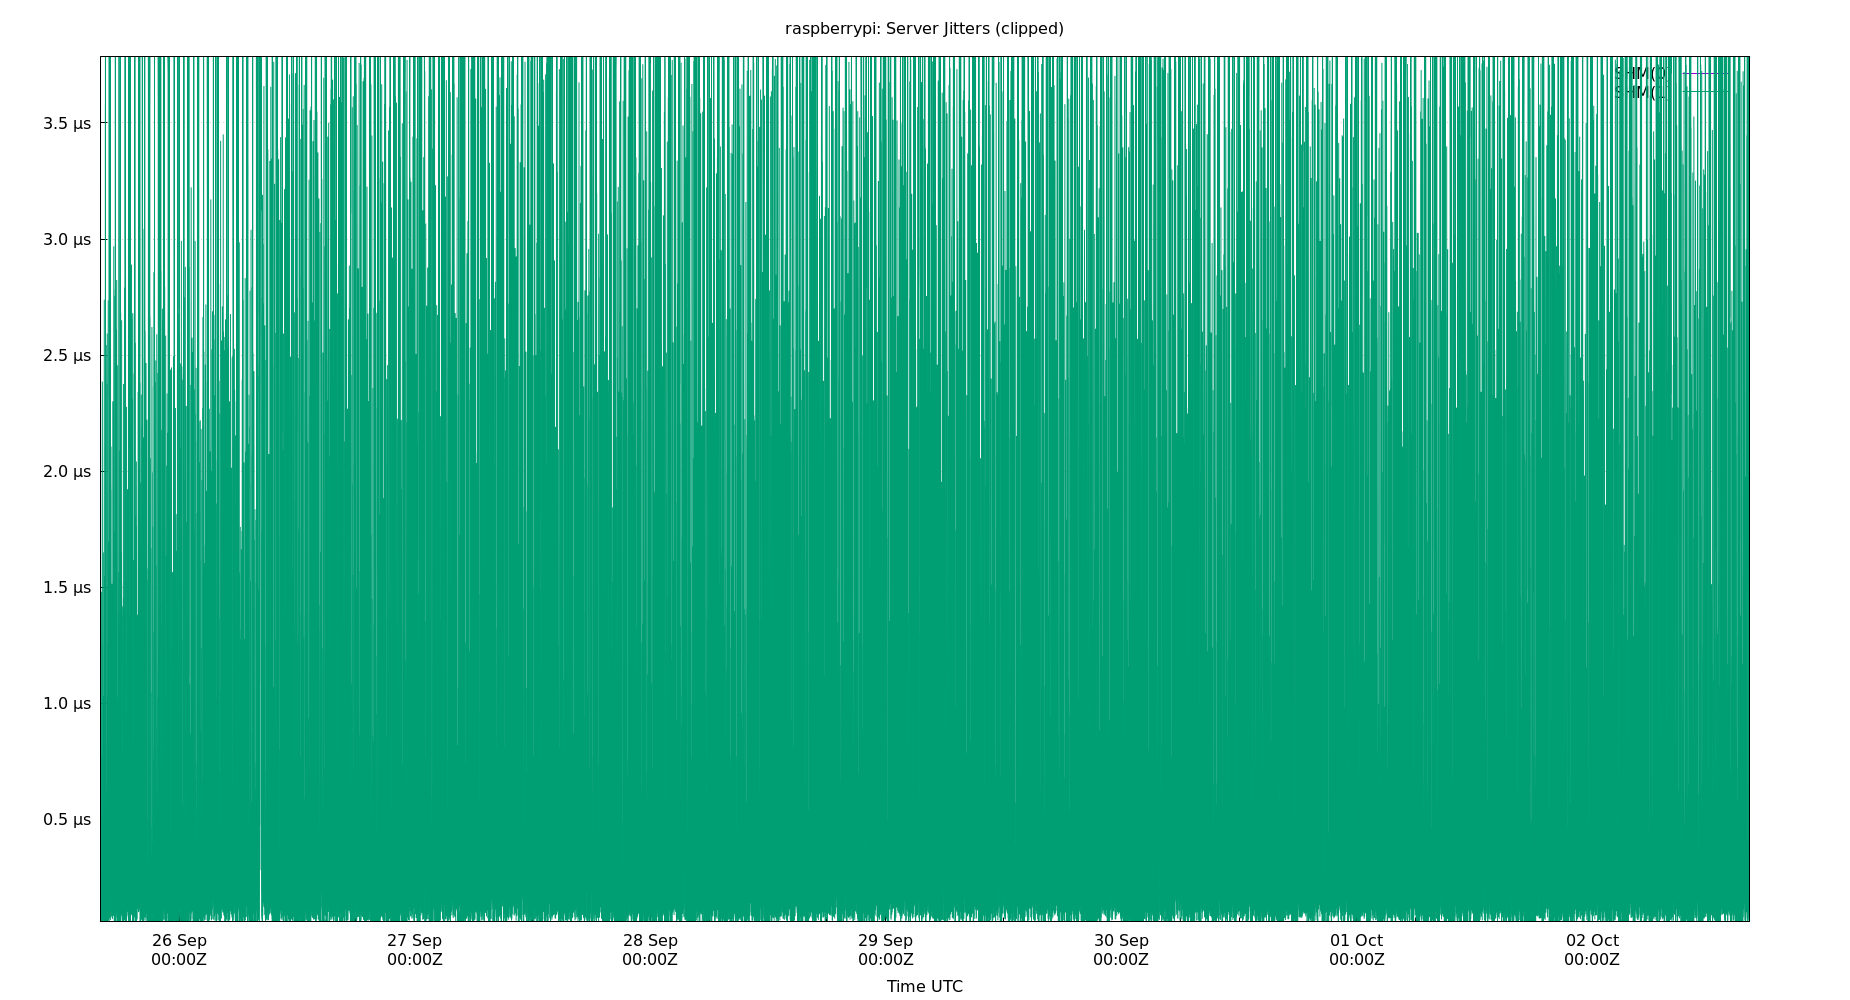 raspberrypi: Server Jitters (clipped)
3.5 µs
3.0 µs
2.5 µs
2.0 µs
1.5 µs
1.0 µs
0.5 µs
26 Sep
00:00Z
27 Sep
00:00Z
28 Sep
00:00Z
29 Sep
00:00Z
30 Sep
00:00Z
01 Oct
00:00Z
02 Oct
00:00Z
Time UTC